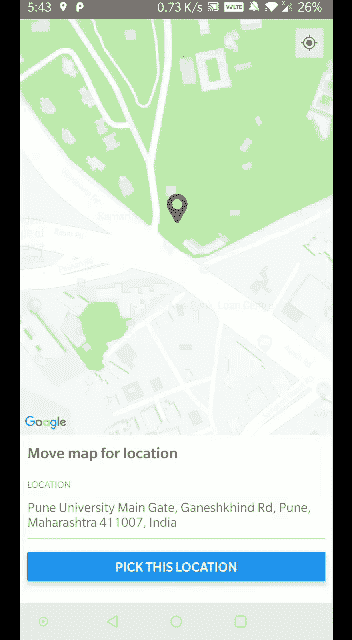 5:43 0.73 K/s VoLTE 26%
Google
Move map for location
LOCATION
Pune University Main Gate, Ganeshkhind Rd, Pune,
Maharashtra 411007, India
PICK THIS LOCATION